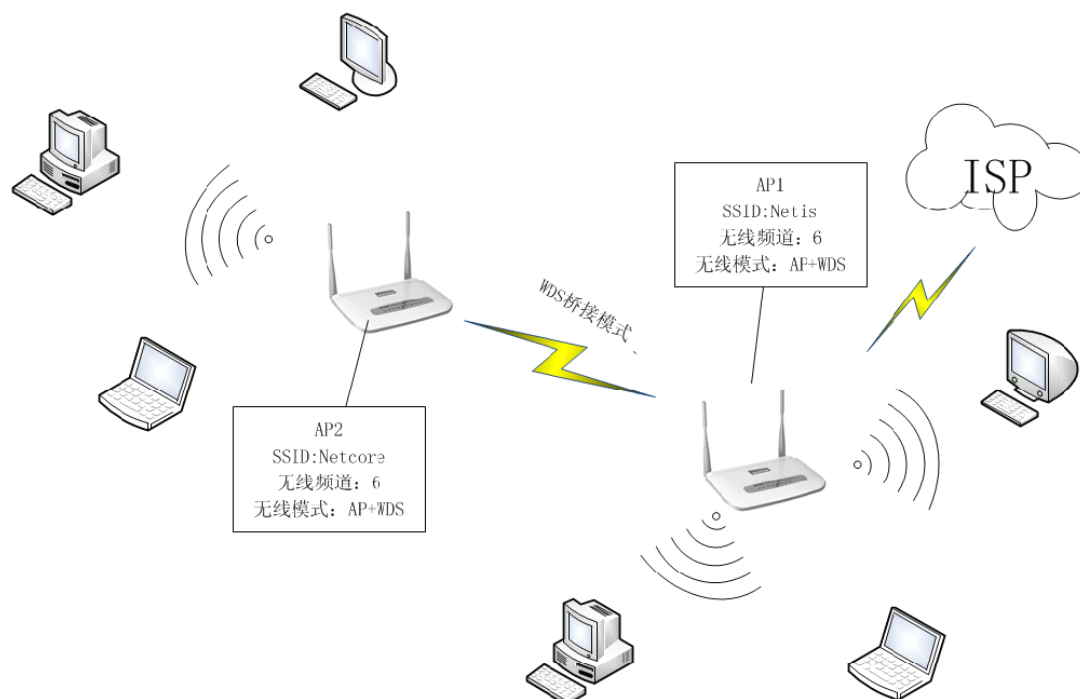 ISP
AP1
SSID:Netis
无线频道：6
无线模式：AP+WDS
WDS桥接模式
AP2
SSID:Netcore
无线频道：6
无线模式：AP+WDS